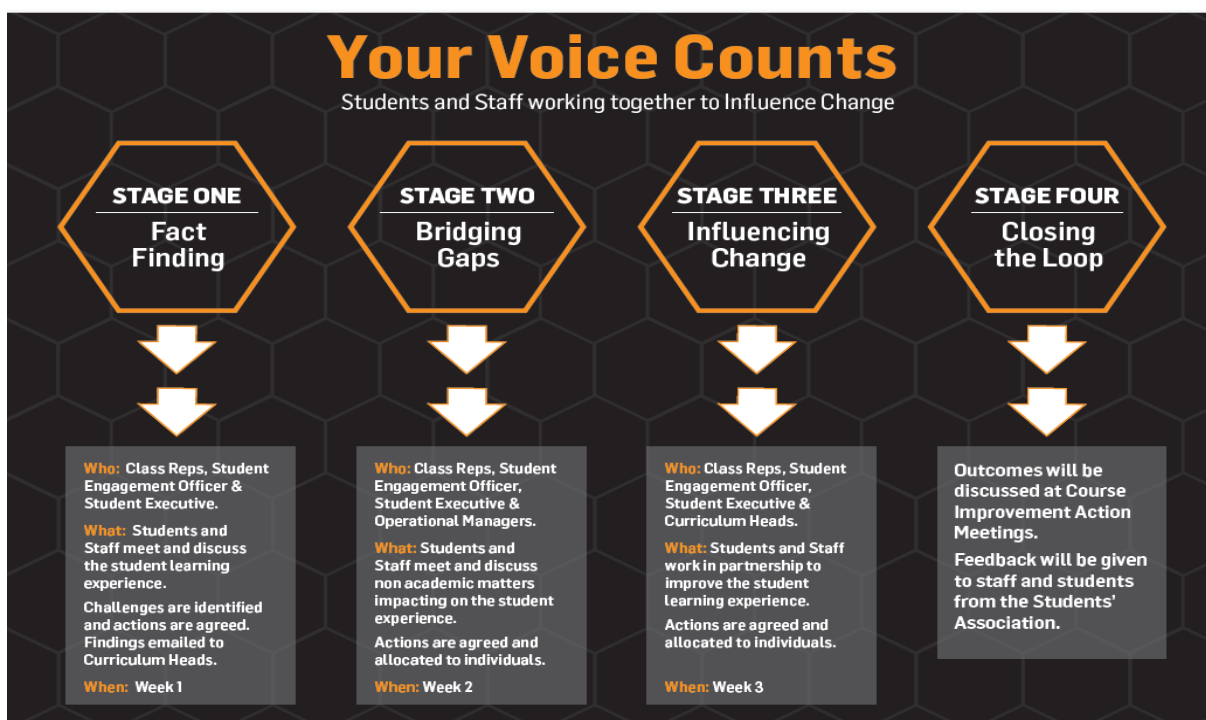 Your Voice Counts
Students and Staff working together to Influence Change
STAGE ONE
Fact
Finding
STAGE TWO
Bridging
Gaps
STAGE THREE
Influencing
Change
STAGE FOUR
Closing
the Loop
Who: Class Reps, Student
Engagement Officer &
Student Executive.
What: Students and
Staff meet and discuss
the student learning
experience.
Challenges are identified
and actions are agreed.
Findings emailed to
Curriculum Heads.
When: Week 1
Who: Class Reps, Student
Engagement Officer,
Student Executive &
Operational Managers.
What: Students and
Staff meet and discuss
non academic matters
impacting on the student
experience.
Actions are agreed and
allocated to individuals.
When: Week 2
Who: Class Reps, Student
Engagement Officer,
Student Executive &
Curriculum Heads.
What: Students and Staff
work in partnership to
improve the student
learning experience.
Actions are agreed and
allocated to individuals.
When: Week 3
Outcomes will be
discussed at Course
Improvement Action
Meetings.
Feedback will be given
to staff and students
from the Students'
Association.